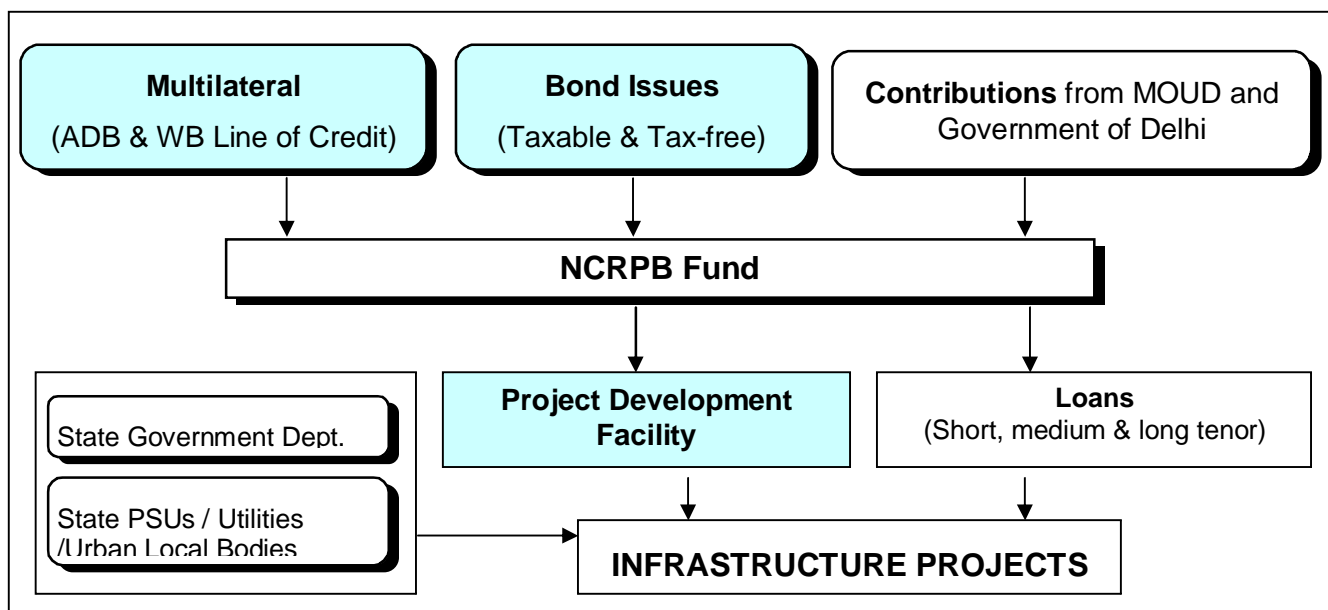 Multilateral
(ADB & WB Line of Credit)
Bond Issues
(Taxable & Tax-free)
Contributions from MOUD and
Government of Delhi
NCRPB Fund
State Government Dept.
State PSUs / Utilities
/Urban Local Bodies
Project Development
Facility
Loans
(Short, medium & long tenor)
INFRASTRUCTURE PROJECTS